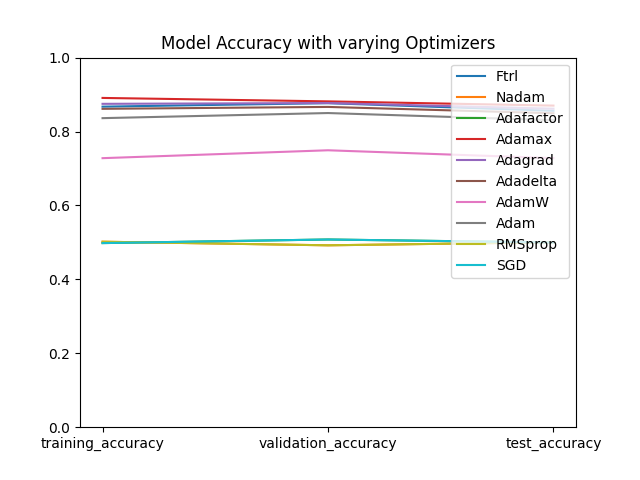 Model Accuracy with varying Optimizers
1.0
0.8
0.6
0.4
0.2
0.0
Ftrl
Nadam
Adafactor
Adamax
Adagrad
Adadelta
AdamW
Adam
RMSprop
SGD
training_accuracy
validation_accuracy
test_accuracy